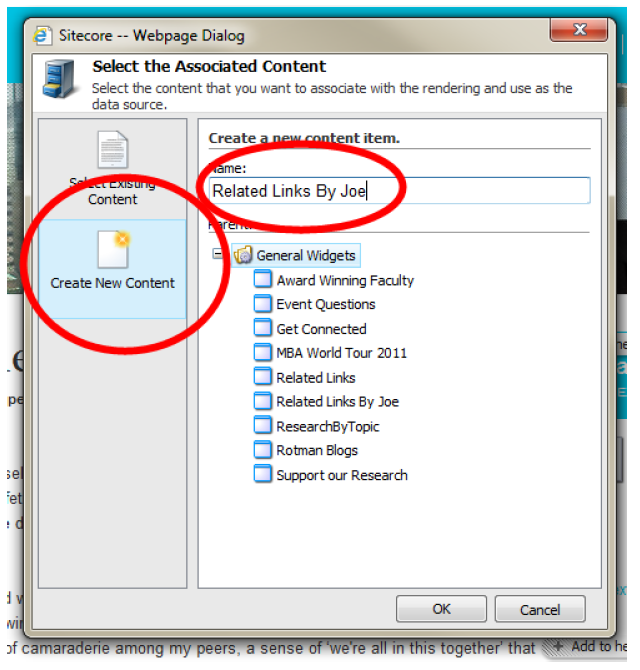 Sitecore -- Webpage Dialog
Select the Associated Content
Select the content that you want to associate with the rendering and use as the
data source.
Select Existing
Content
Create New Content
Create a new content item.
Name:
Related Links By Joe
Parent:
General Widgets
Award Winning Faculty
Event Questions
Get Connected
MBA World Tour 2011
Related Links
Related Links By Joe
ResearchByTopic
Rotman Blogs
Support our Research
OK
Cancel
of camaraderie among my peers, a sense of 'we're all in this together' that
+ Add to he